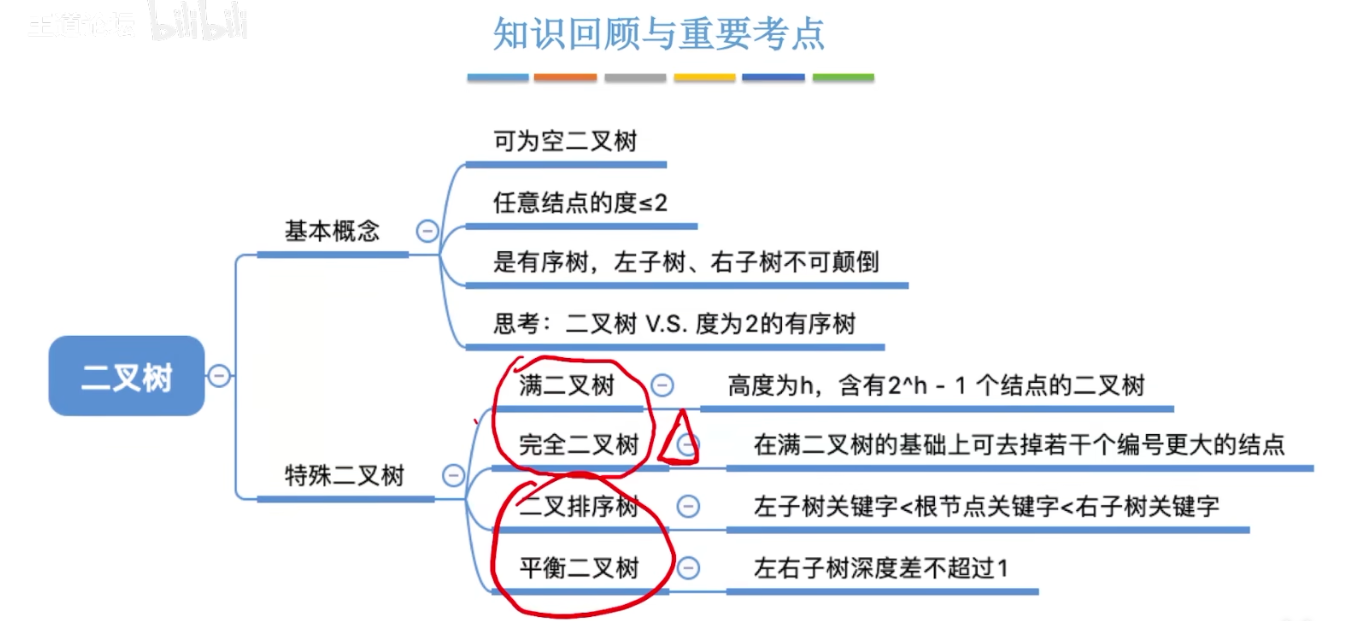 bilibili
知识回顾与重要考点
二叉树
基本概念
可为空二叉树
任意结点的度≤2
是有序树，左子树、右子树不可颠倒
思考：二叉树 V.S. 度为2的有序树
特殊二叉树
满二叉树 高度为h，含有2^h - 1 个结点的二叉树
完全二叉树 在满二叉树的基础上可去掉若干个编号更大的结点
二叉排序树 左子树关键字<根节点关键字<右子树关键字
平衡二叉树 左右子树深度差不超过1